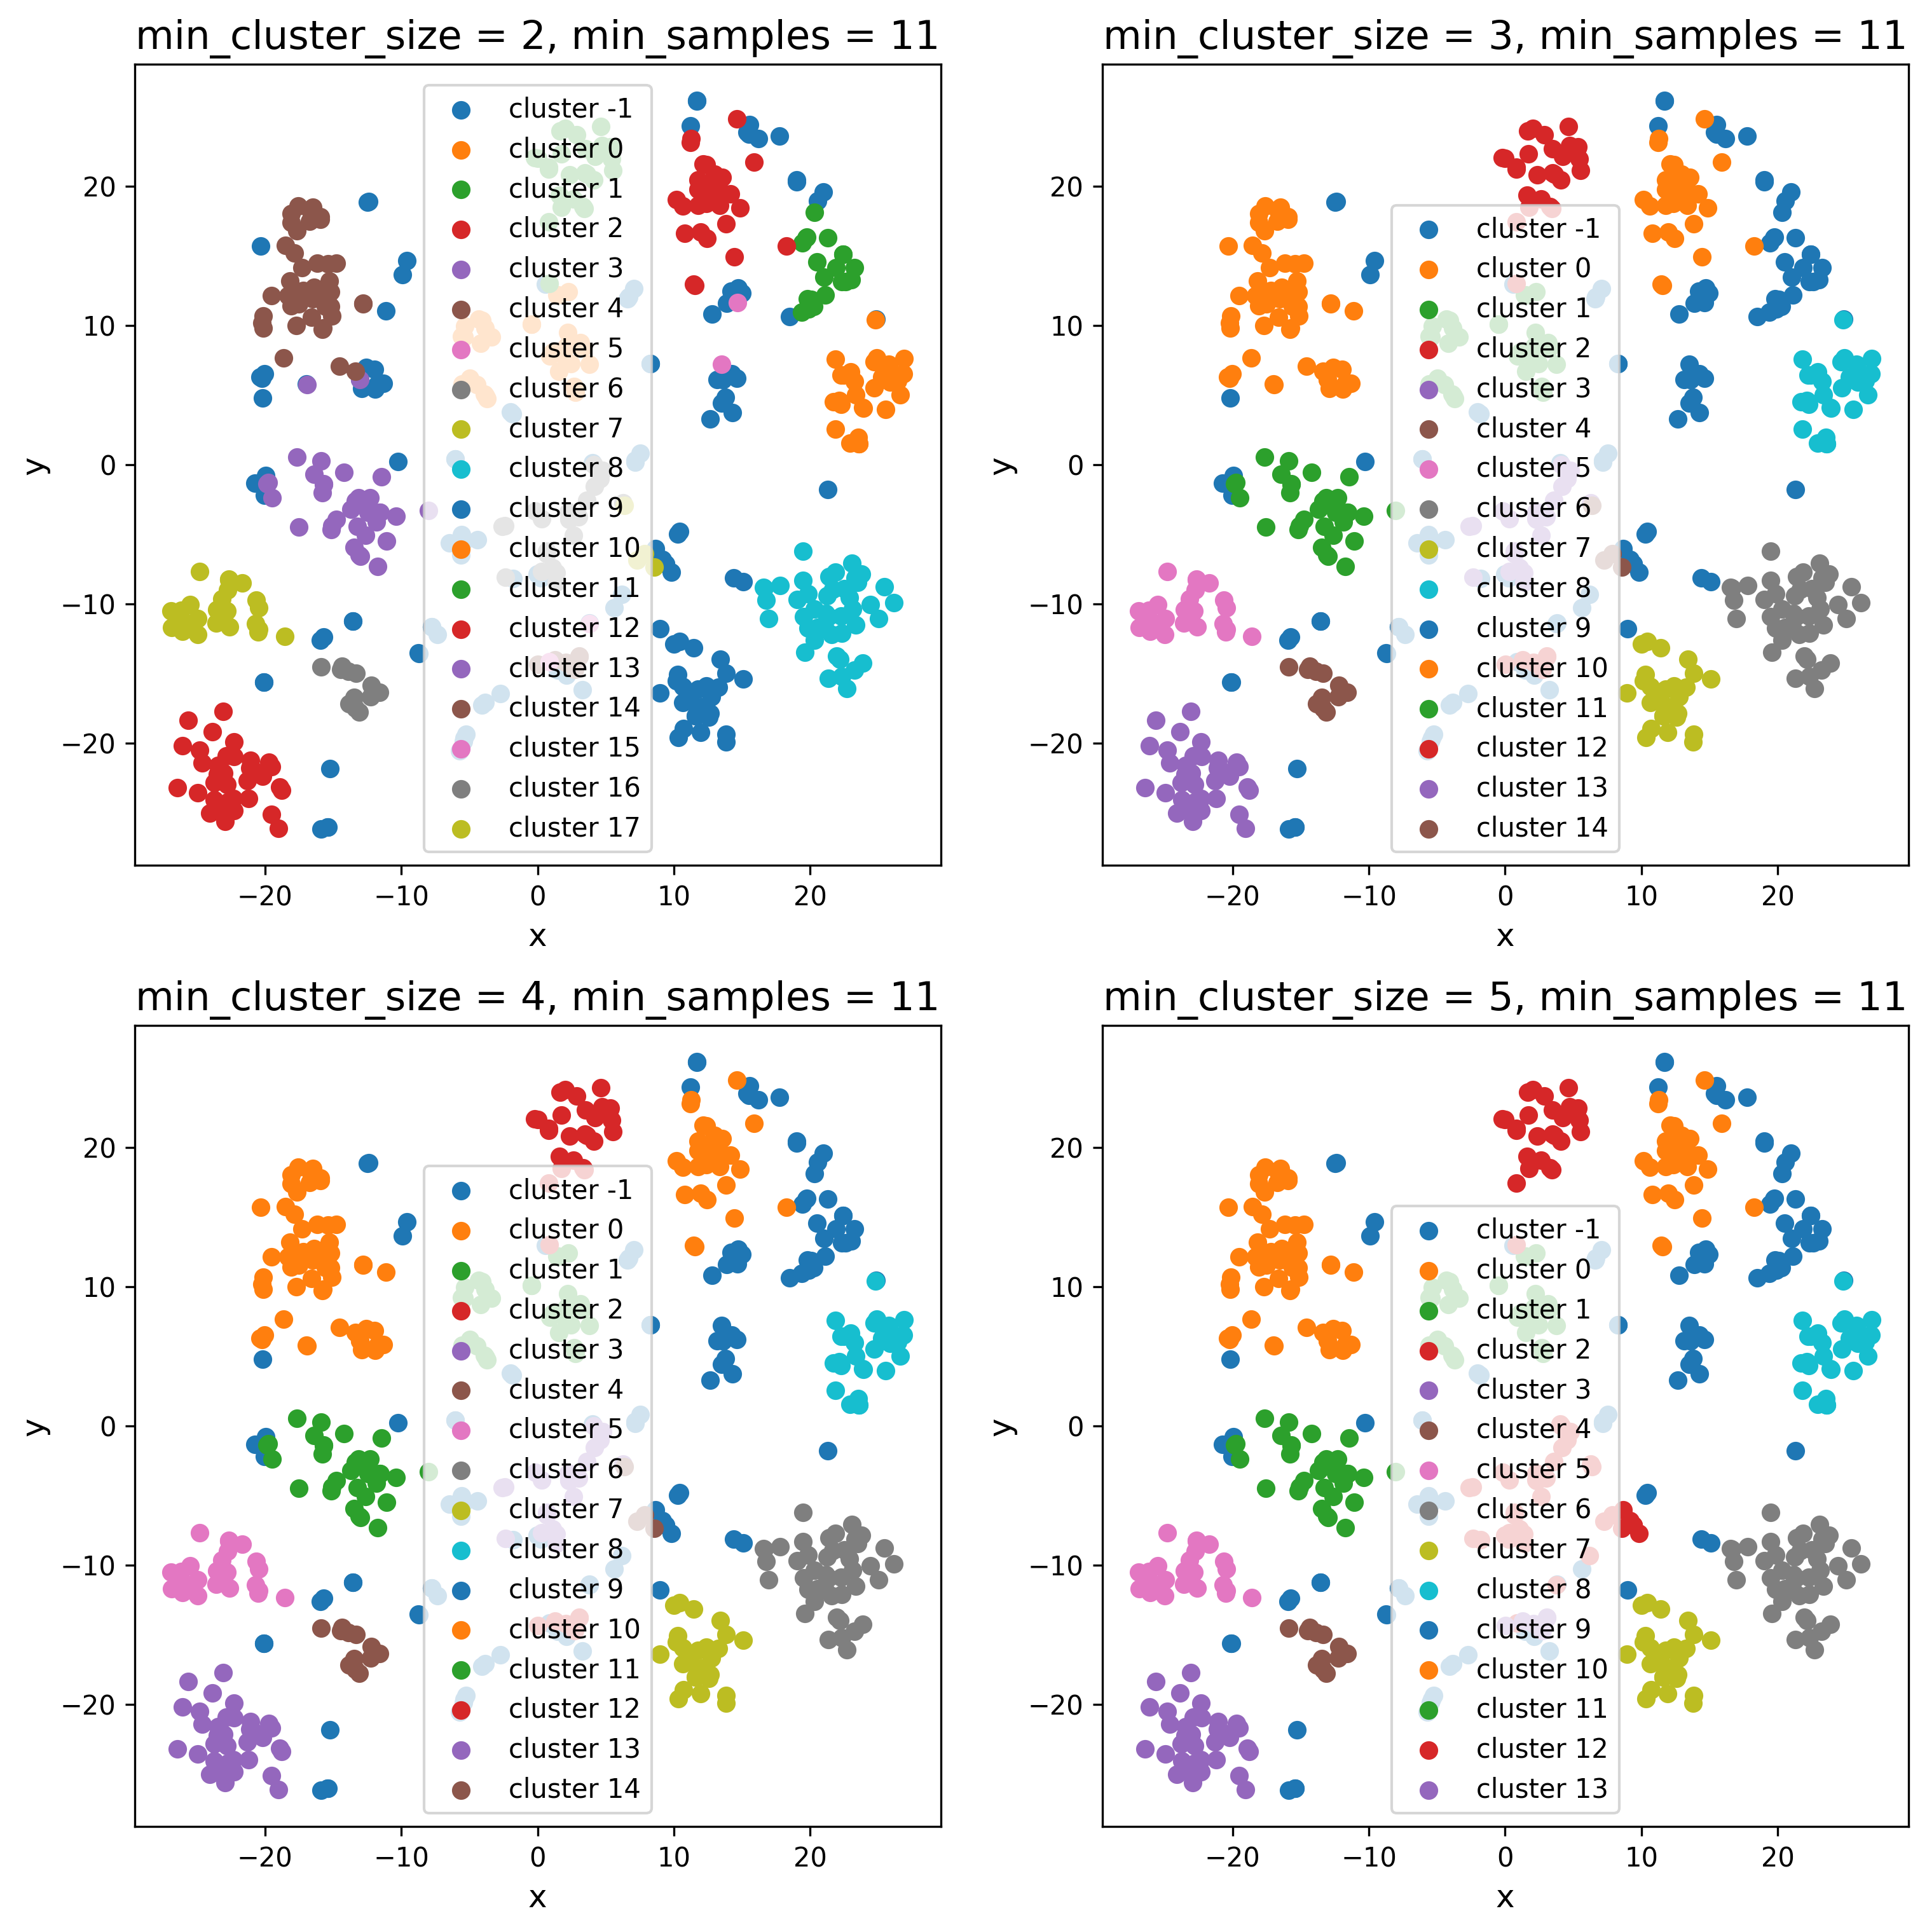 min_cluster_size = 2, min_samples = 11
cluster -1
cluster 0
cluster 1
cluster 2
cluster 3
cluster 4
cluster 5
cluster 6
cluster 7
cluster 8
cluster 9
cluster 10
cluster 11
cluster 12
cluster 13
cluster 14
cluster 15
cluster 16
cluster 17
20
10
0
−10
−20
y
−20 −10 0 10 20
x
min_cluster_size = 3, min_samples = 11
cluster -1
cluster 0
cluster 1
cluster 2
cluster 3
cluster 4
cluster 5
cluster 6
cluster 7
cluster 8
cluster 9
cluster 10
cluster 11
cluster 12
cluster 13
cluster 14
20
10
0
−10
−20
y
−20 −10 0 10 20
x
min_cluster_size = 4, min_samples = 11
cluster -1
cluster 0
cluster 1
cluster 2
cluster 3
cluster 4
cluster 5
cluster 6
cluster 7
cluster 8
cluster 9
cluster 10
cluster 11
cluster 12
cluster 13
cluster 14
20
10
0
−10
−20
y
−20 −10 0 10 20
x
min_cluster_size = 5, min_samples = 11
cluster -1
cluster 0
cluster 1
cluster 2
cluster 3
cluster 4
cluster 5
cluster 6
cluster 7
cluster 8
cluster 9
cluster 10
cluster 11
cluster 12
cluster 13
20
10
0
−10
−20
y
−20 −10 0 10 20
x